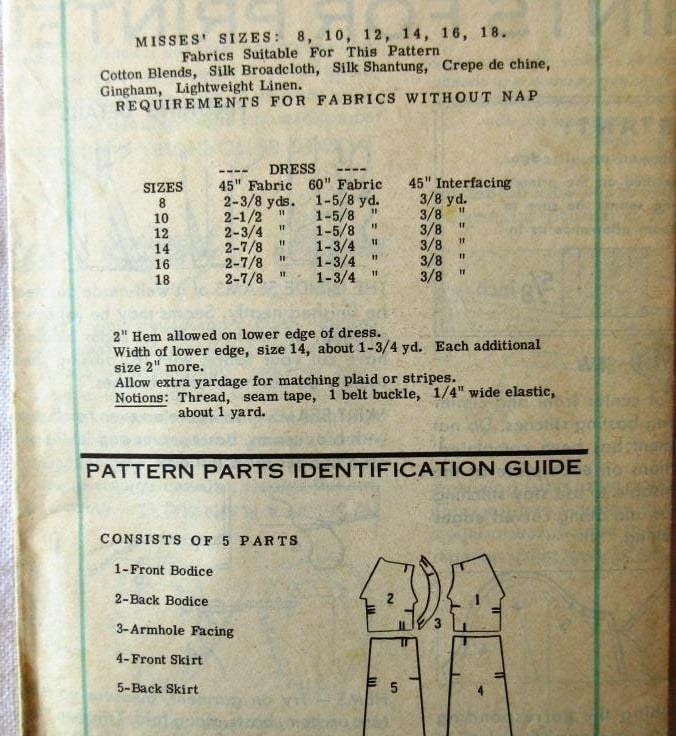 MISSES' SIZES: 8, 10, 12, 14, 16, 18.
Fabrics Suitable For This Pattern
Cotton Blends, Silk Broadcloth, Silk Shantung, Crepe de chine,
Gingham, Lightweight Linen.
REQUIREMENTS FOR FABRICS WITHOUT NAP
---- DRESS ----
SIZES 45" Fabric 60" Fabric 45" Interfacing
8 2-3/8 yds. 1-5/8 yd. 3/8 yd.
10 2-1/2 " 1-5/8 " 3/8 "
12 2-3/4 " 1-5/8 " 3/8 "
14 2-7/8 " 1-3/4 " 3/8 "
16 2-7/8 " 1-3/4 " 3/8 "
18 2-7/8 " 1-3/4 " 3/8 "
2" Hem allowed on lower edge of dress.
Width of lower edge, size 14, about 1-3/4 yd. Each additional
size 2" more.
Allow extra yardage for matching plaid or stripes.
Notions: Thread, seam tape, 1 belt buckle, 1/4" wide elastic,
about 1 yard.
PATTERN PARTS IDENTIFICATION GUIDE
CONSISTS OF 5 PARTS
1-Front Bodice
2-Back Bodice
3-Armhole Facing
4-Front Skirt
5-Back Skirt
2 1
3
5 4